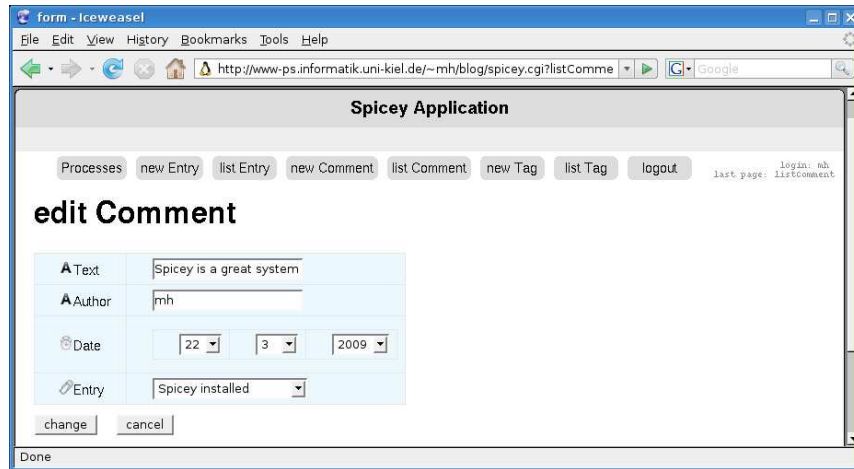 form - Iceweasel
File Edit View History Bookmarks Tools Help
http://www-ps.informatik.uni-kiel.de/~mh/blog/spicey.cgi?listComme
G Google
Spicey Application
Processes new Entry list Entry new Comment list Comment new Tag list Tag logout
login: mh
last page: listComment
edit Comment
A Text Spicey is a great system
A Author mh
Date 22 3 2009
Entry Spicey installed
change cancel
Done